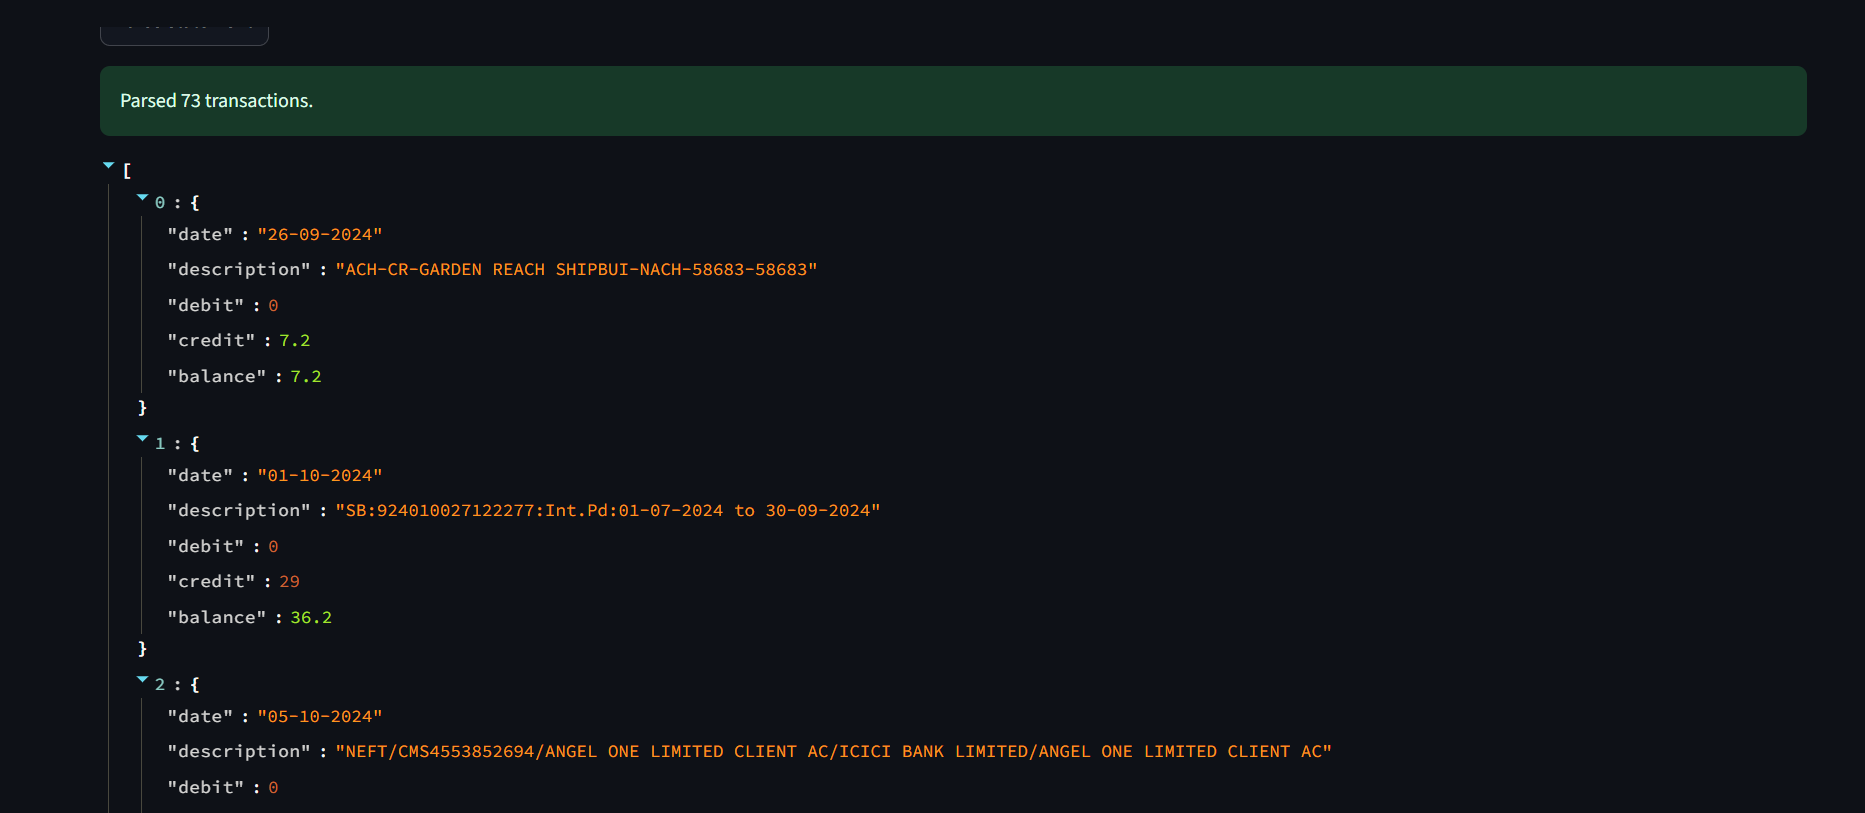 Parsed 73 transactions.
[
0 : {
"date" : "26-09-2024"
"description" : "ACH-CR-GARDEN REACH SHIPBUI-NACH-58683-58683"
"debit" : 0
"credit" : 7.2
"balance" : 7.2
}
1 : {
"date" : "01-10-2024"
"description" : "SB:924010027122277:Int.Pd:01-07-2024 to 30-09-2024"
"debit" : 0
"credit" : 29
"balance" : 36.2
}
2 : {
"date" : "05-10-2024"
"description" : "NEFT/CMS4553852694/ANGEL ONE LIMITED CLIENT AC/ICICI BANK LIMITED/ANGEL ONE LIMITED CLIENT AC"
"debit" : 0